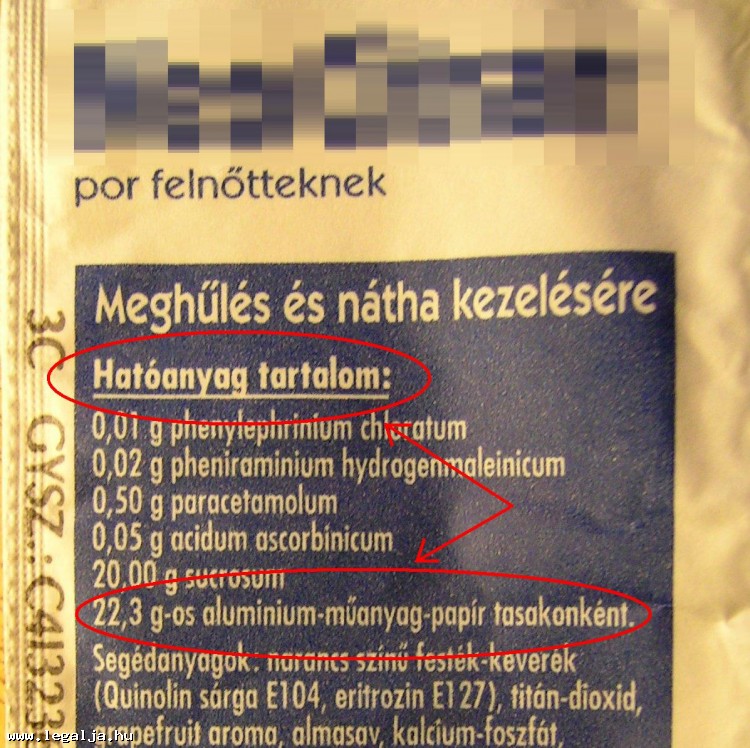 por felnőtteknek
Meghűlés és nátha kezelésére
Hatóanyag tartalom:
0,01 g phenylephrinium chloratum
0,02 g pheniraminium hydrogenmaleinicum
0,50 g paracetamolum
0,05 g acidum ascorbinicum
20,00 g sucrosum
22,3 g-os aluminium-műanyag-papír tasakonként.
Segédanyagok: narancs színű festék-keverék
(Quinolin sárga E104, eritrozin E127), titán-dioxid,
grapefruit aroma, almasav, kalcium-foszfát,
3C GYSZ.:C4I323
www.legalja.hu